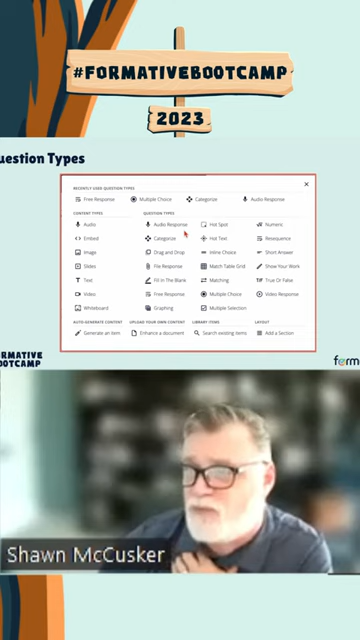 #FORMATIVEBOOTCAMP
2023
uestion Types
RECENTLY USED QUESTION TYPES
Free Response Multiple Choice Categorize Audio Response
CONTENT TYPES QUESTION TYPES
Audio Audio Response Hot Spot Numeric
Embed Categorize Hot Text Resequence
Image Drag and Drop Inline Choice Short Answer
Slides File Response Match Table Grid Show Your Work
Text Fill In The Blank Matching True Or False
Video Free Response Multiple Choice Video Response
Whiteboard Graphing Multiple Selection
AUTO-GENERATE CONTENT UPLOAD YOUR OWN CONTENT LIBRARY ITEMS LAYOUT
Generate an item Enhance a document Search existing items Add a Section
RMATIVE
OOTCAMP
form
Shawn McCusker